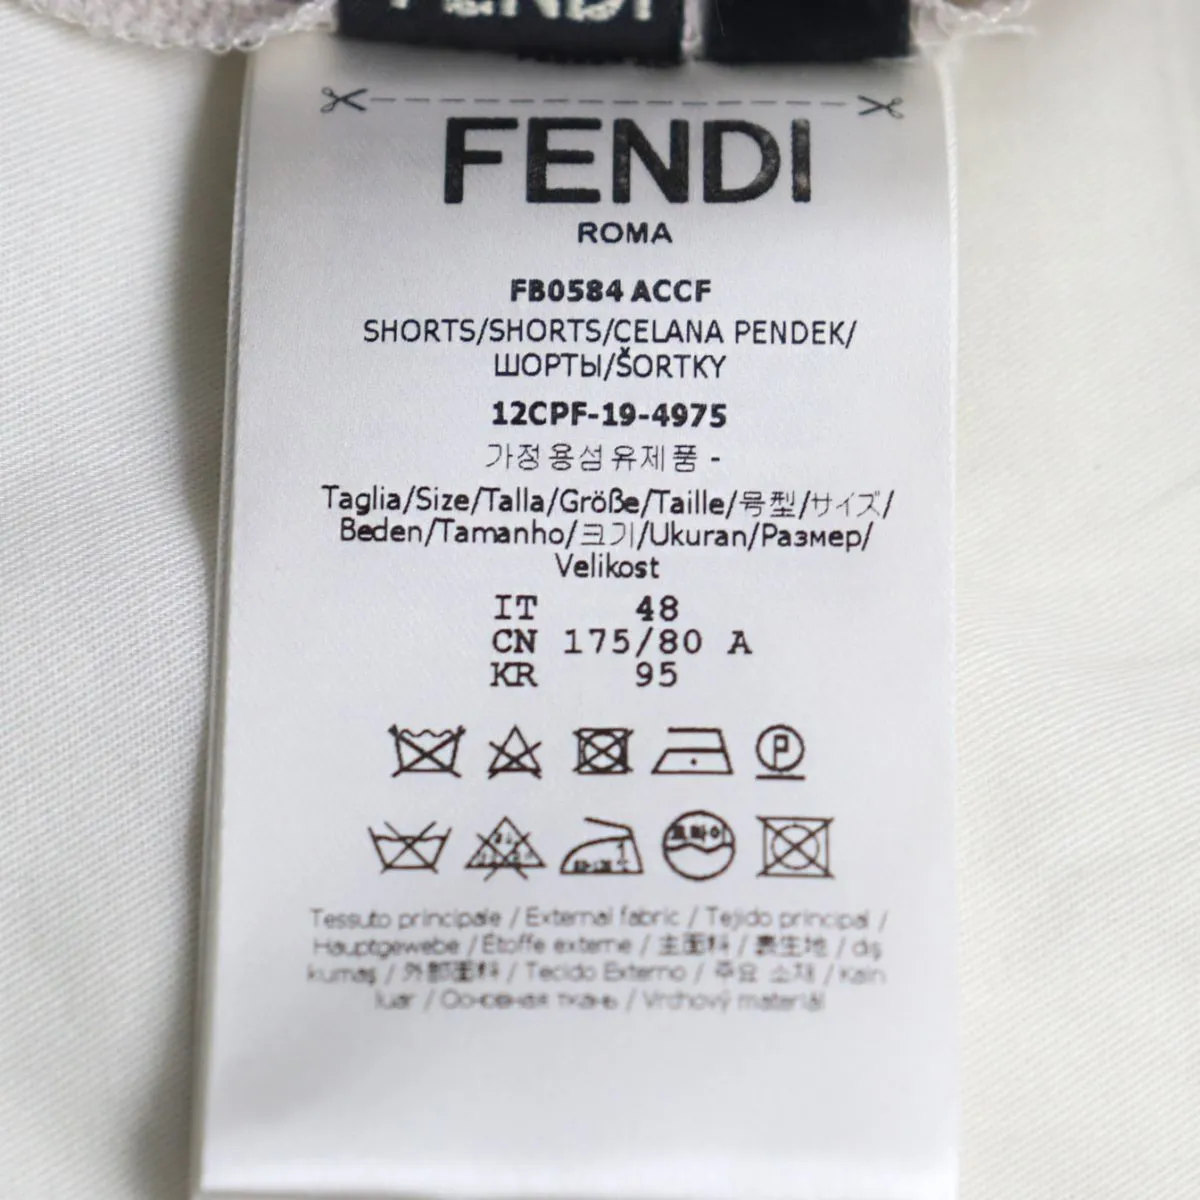 FENDI
FENDI
ROMA
FB0584 ACCF
SHORTS/SHORTS/CELANA PENDEK/
ШОРТЫ/ŠORTKY
12CPF-19-4975
가정용섬유제품 -
Taglia/Size/Talla/Größe/Taille/号型/サイズ/
Beden/Tamanho/크기/Ukuran/Размер/
Velikost
IT 48
CN 175/80 A
KR 95
P
드라이
Tessuto principale / External fabric / Tejido principal /
Hauptgewebe / Étoffe externe / 主面料 / 表生地 / dış
kumaş / 外部面料 / Tecido Externo / 주요 소재 / Kain
luar / Основная ткань / Vrchový materiál